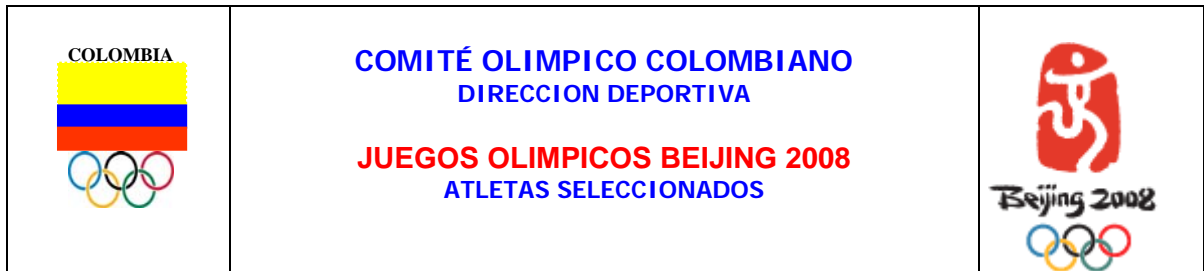 COLOMBIA
COMITÉ OLIMPICO COLOMBIANO
DIRECCION DEPORTIVA
JUEGOS OLIMPICOS BEIJING 2008
ATLETAS SELECCIONADOS
Beijing 2008